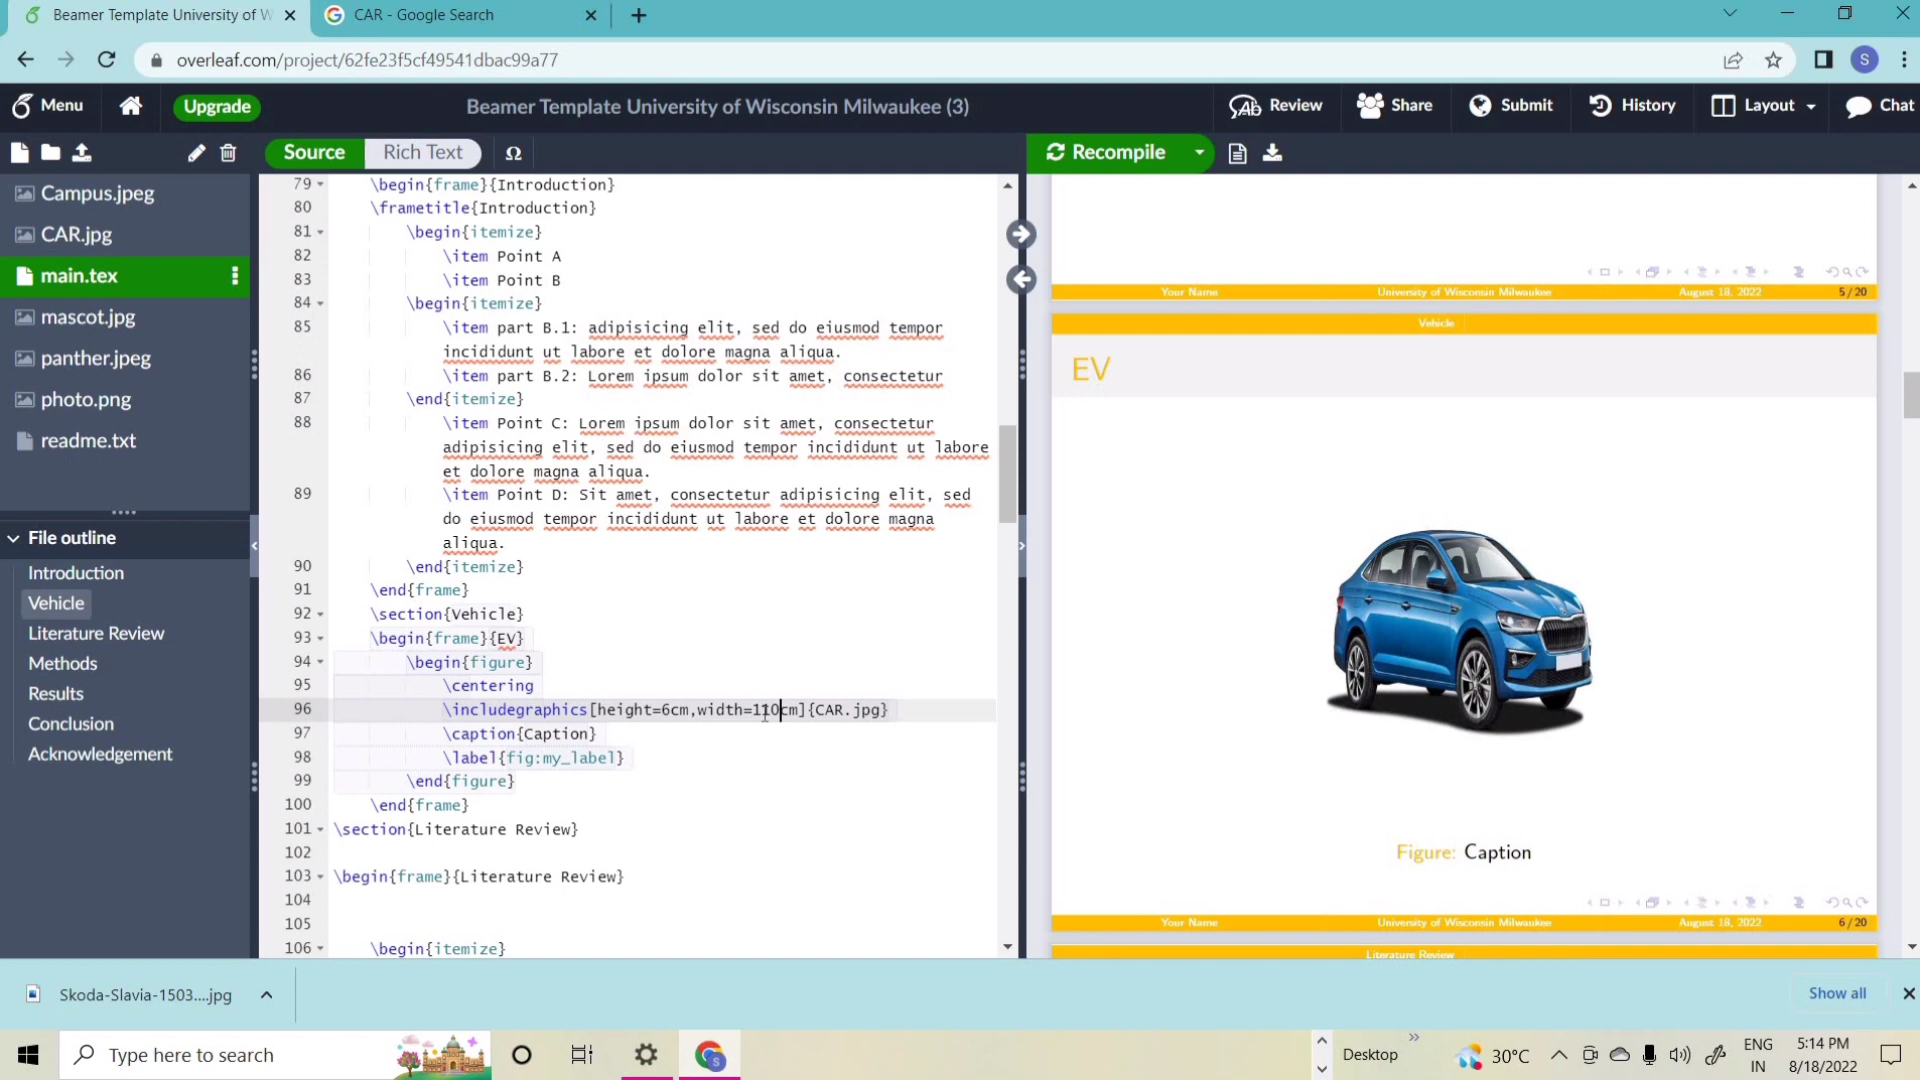 Beamer Template University of W
CAR - Google Search
overleaf.com/project/62fe23f5cf49541dbac99a77
S
Menu
Upgrade
Beamer Template University of Wisconsin Milwaukee (3)
Review
Share
Submit
History
Layout
Chat
Source
Rich Text
Ω
Recompile
Campus.jpeg
CAR.jpg
main.tex
mascot.jpg
panther.jpeg
photo.png
readme.txt
File outline
Introduction
Vehicle
Literature Review
Methods
Results
Conclusion
Acknowledgement
79 \begin{frame}{Introduction}
80 \frametitle{Introduction}
81 \begin{itemize}
82 \item Point A
83 \item Point B
84 \begin{itemize}
85 \item part B.1: adipisicing elit, sed do eiusmod tempor
incididunt ut labore et dolore magna aliqua.
86 \item part B.2: Lorem ipsum dolor sit amet, consectetur
87 \end{itemize}
88 \item Point C: Lorem ipsum dolor sit amet, consectetur
adipisicing elit, sed do eiusmod tempor incididunt ut labore
et dolore magna aliqua.
89 \item Point D: Sit amet, consectetur adipisicing elit, sed
do eiusmod tempor incididunt ut labore et dolore magna
aliqua.
90 \end{itemize}
91 \end{frame}
92 \section{Vehicle}
93 \begin{frame}{EV}
94 \begin{figure}
95 \centering
96 \includegraphics[height=6cm,width=110cm]{CAR.jpg}
97 \caption{Caption}
98 \label{fig:my_label}
99 \end{figure}
100 \end{frame}
101 \section{Literature Review}
102
103 \begin{frame}{Literature Review}
104
105
106 \begin{itemize}
Your Name University of Wisconsin Milwaukee August 18, 2022 5/20
Vehicle
EV
Figure: Caption
Your Name University of Wisconsin Milwaukee August 18, 2022 6/20
Literature Review
Skoda-Slavia-1503....jpg
Show all
Type here to search
S
Desktop
30°C
ENG
IN
5:14 PM
8/18/2022